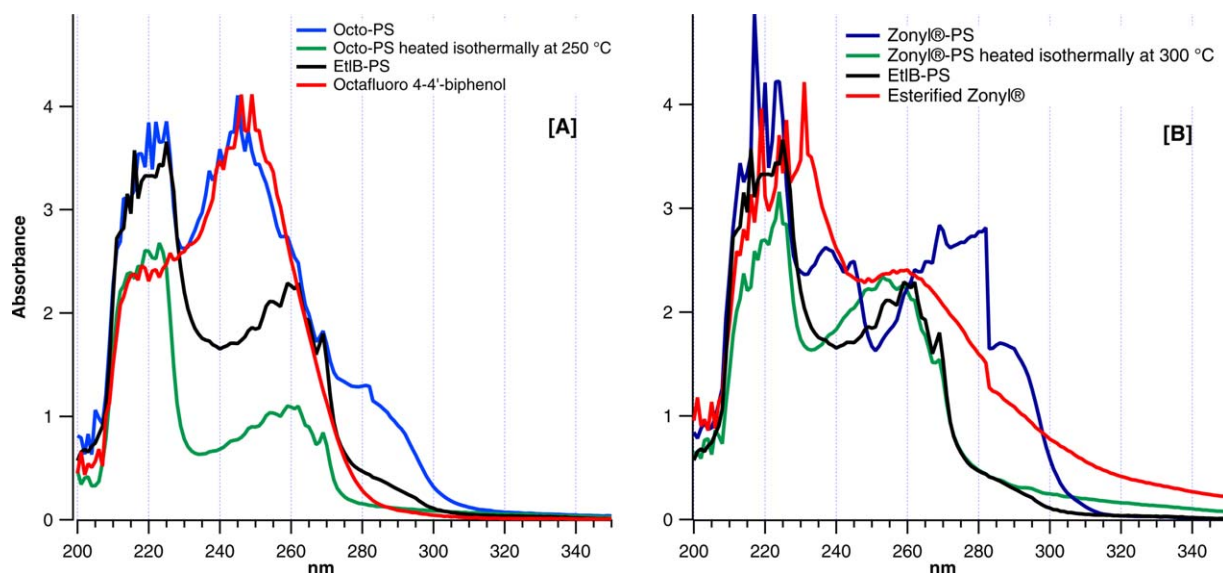 Octo-PS
Octo-PS heated isothermally at 250 °C
EtIB-PS
Octafluoro 4-4'-biphenol
[A]
Absorbance
4
3
2
1
0
200 220 240 260 280 300 320 340
nm
Zonyl®-PS
Zonyl®-PS heated isothermally at 300 °C
EtIB-PS
Esterified Zonyl®
[B]
4
3
2
1
0
200 220 240 260 280 300 320 340
nm